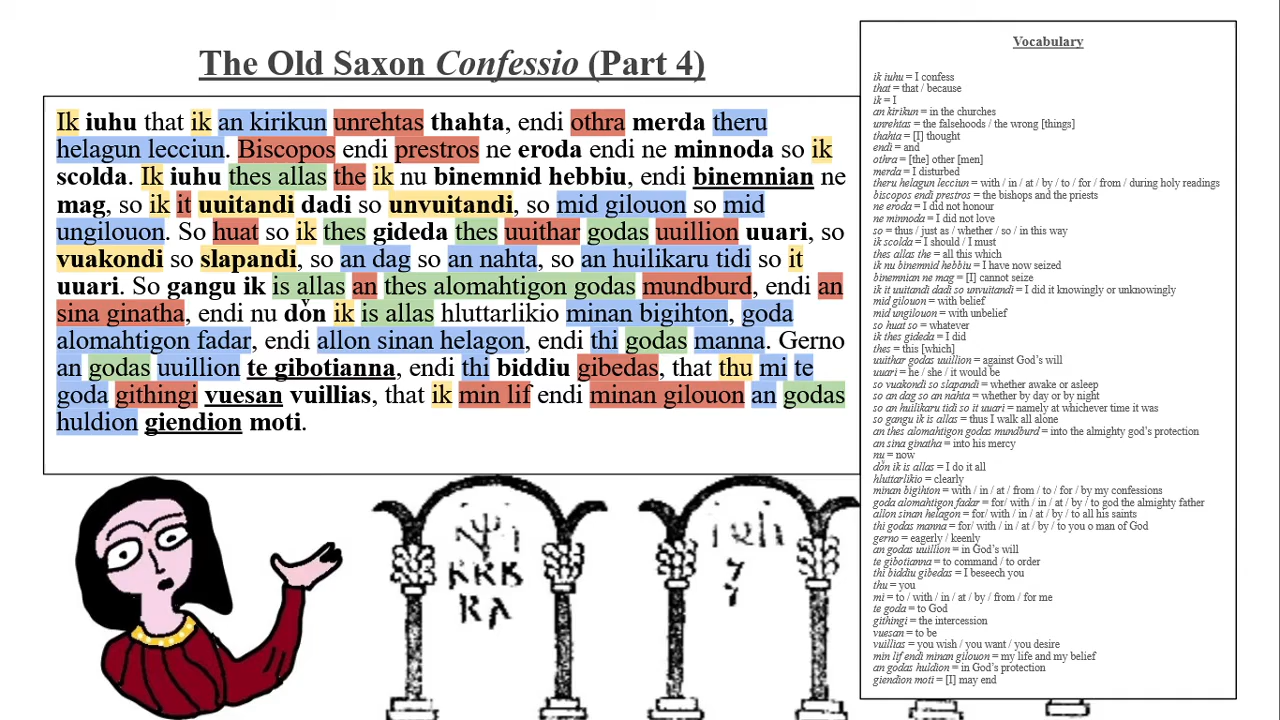 The Old Saxon Confessio (Part 4)
Ik iuhu that ik an kirikun unrehtas thahta, endi othra merda theru
helagun lecciun. Biscopos endi prestros ne eroda endi ne minnoda so ik
scolda. Ik iuhu thes allas the ik nu binemnid hebbiu, endi binemnian ne
mag, so ik it uuitandi dadi so unvuitandi, so mid gilouon so mid
ungilouon. So huat so ik thes gideda thes uuithar godas uuillion uuari, so
vuakondi so slapandi, so an dag so an nahta, so an huilikaru tidi so it
uuari. So gangu ik is allas an thes alomahtigon godas mundburd, endi an
sina ginatha, endi nu don ik is allas hluttarlikio minan bigihton, goda
alomahtigon fadar, endi allon sinan helagon, endi thi godas manna. Gerno
an godas uuillion te gibotianna, endi thi biddiu gibedas, that thu mi te
goda githingi vuesan vuillias, that ik min lif endi minan gilouon an godas
huldion giendion moti.
Vocabulary
ik iuhu = I confess
that = that / because
ik = I
an kirikun = in the churches
unrehtas = the falsehoods / the wrong [things]
thahta = [I] thought
endi = and
othra = [the] other [men]
merda = I disturbed
theru helagun lecciun = with / in / at / by / to / for / from / during holy readings
biscopos endi prestros = the bishops and the priests
ne eroda = I did not honour
ne minnoda = I did not love
so = thus / just as / whether / so / in this way
ik scolda = I should / I must
thes allas the = all this which
ik nu binemnid hebbiu = I have now seized
binemnian ne mag = [I] cannot seize
ik it uuitandi dadi so unvuitandi = I did it knowingly or unknowingly
mid gilouon = with belief
mid ungilouon = with unbelief
so huat so = whatever
ik thes gideda = I did
thes = this [which]
uuithar godas uuillion = against God's will
uuari = he / she / it would be
so vuakondi so slapandi = whether awake or asleep
so an dag so an nahta = whether by day or by night
so an huilikaru tidi so it uuari = namely at whichever time it was
so gangu ik is allas = thus I walk all alone
an thes alomahtigon godas mundburd = into the almighty god's protection
an sina ginatha = into his mercy
nu = now
dǒn ik is allas = I do it all
hluttarlikio = clearly
minan bigihton = with / in / at / from / to / for / by my confessions
goda alomahtigon fadar = for/ with / in / at / by / to god the almighty father
allon sinan helagon = for/ with / in / at / by / to all his saints
thi godas manna = for/ with / in / at / by / to you o man of God
gerno = eagerly / keenly
an godas uuillion = in God's will
te gibotianna = to command / to order
thi biddiu gibedas = I beseech you
thu = you
mi = to / with / in / at / by / from / for me
te goda = to God
githingi = the intercession
vuesan = to be
vuillias = you wish / you want / you desire
min lif endi minan gilouon = my life and my belief
an godas huldion = in God's protection
giendion moti = [I] may end